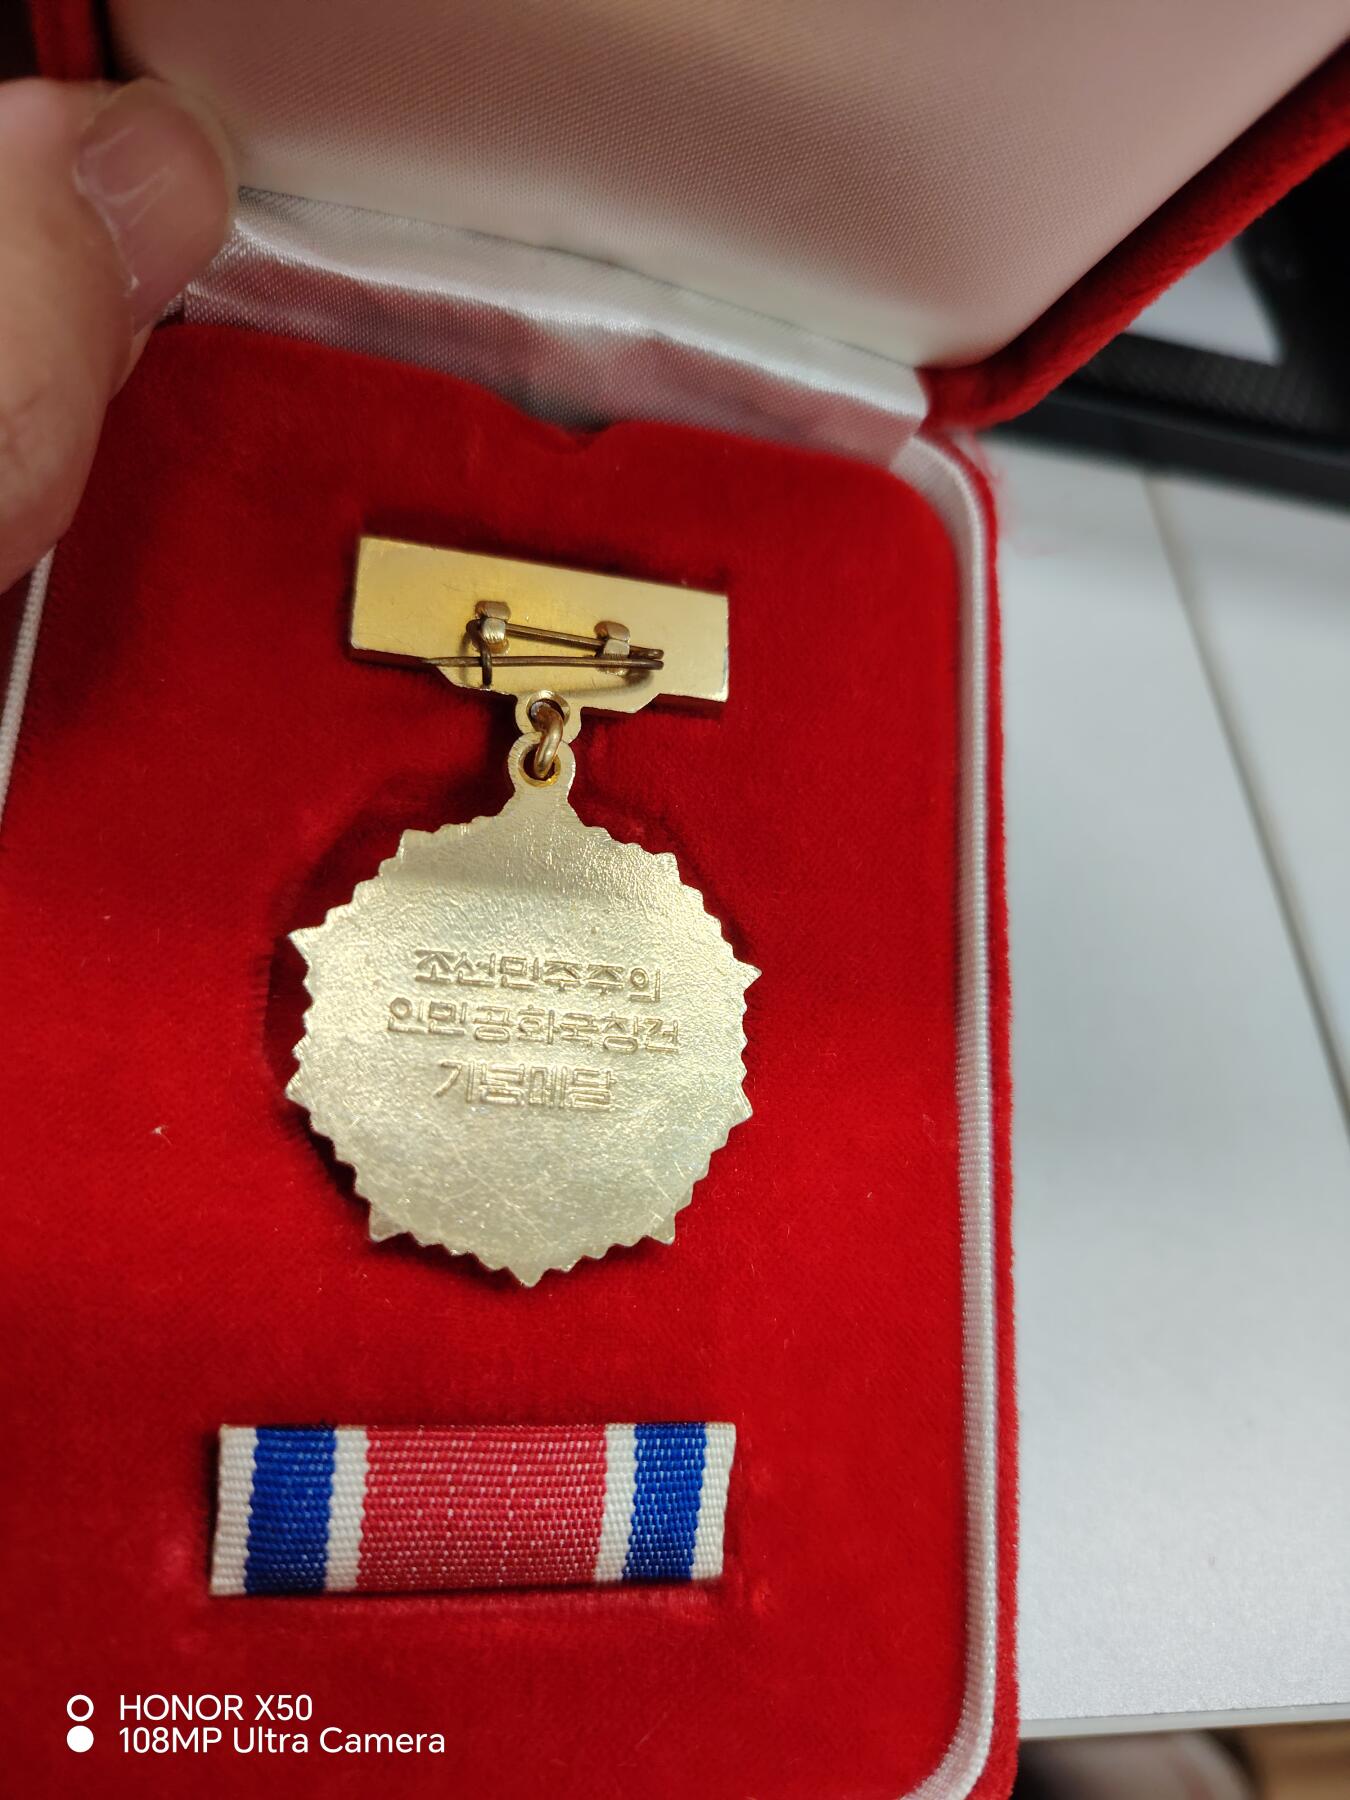 조선민주주의
인민공화국창건
기념메달
HONOR X50
108MP Ultra Camera